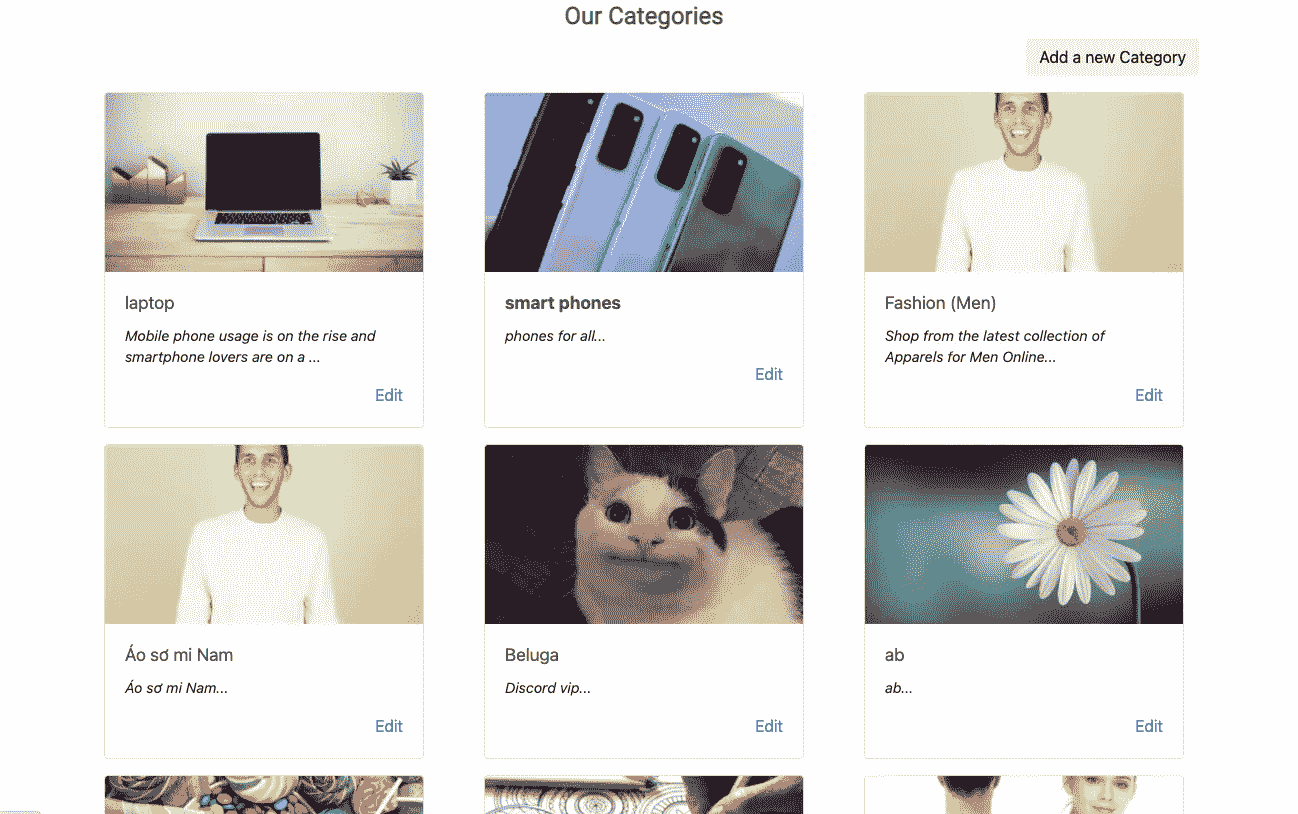 Our Categories
Add a new Category
laptop
Mobile phone usage is on the rise and
smartphone lovers are on a ...
Edit
smart phones
phones for all...
Edit
Fashion (Men)
Shop from the latest collection of
Apparels for Men Online...
Edit
Áo sơ mi Nam
Áo sơ mi Nam...
Edit
Beluga
Discord vip...
Edit
ab
ab...
Edit